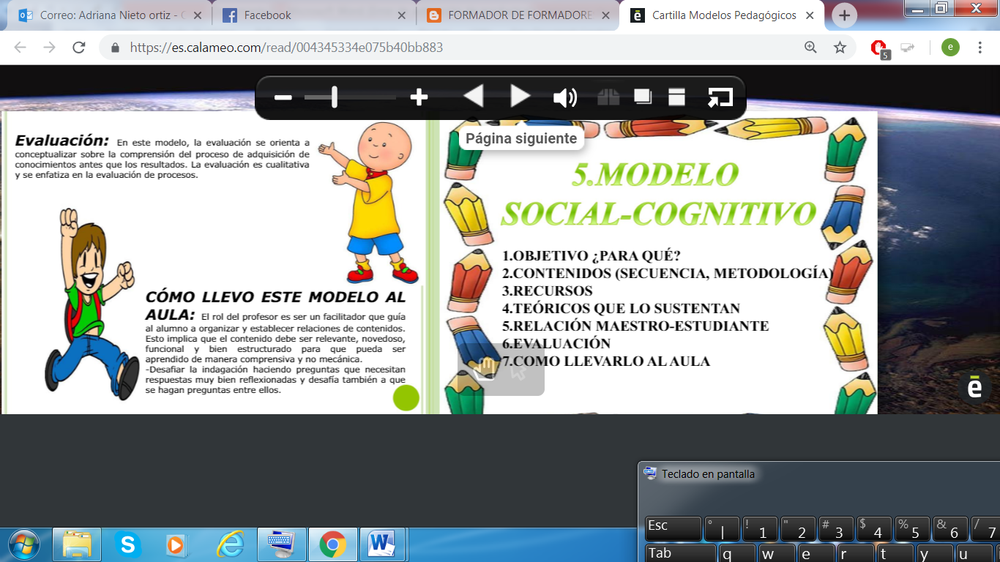 Correo: Adriana Nieto ortiz - O
Facebook
FORMADOR DE FORMADORE
Cartilla Modelos Pedagógicos
https://es.calameo.com/read/004345334e075b40bb883
5
e
Página siguiente
Evaluación: En este modelo, la evaluación se orienta a
conceptualizar sobre la comprensión del proceso de adquisición de
conocimientos antes que los resultados. La evaluación es cualitativa
y se enfatiza en la evaluación de procesos.
CÓMO LLEVO ESTE MODELO AL
AULA: El rol del profesor es ser un facilitador que guía
al alumno a organizar y establecer relaciones de contenidos.
Esto implica que el contenido debe ser relevante, novedoso,
funcional y bien estructurado para que pueda ser
aprendido de manera comprensiva y no mecánica.
-Desafiar la indagación haciendo preguntas que necesitan
respuestas muy bien reflexionadas y desafía también a que
se hagan preguntas entre ellos.
5.MODELO
SOCIAL-COGNITIVO
1.OBJETIVO ¿PARA QUÉ?
2.CONTENIDOS (SECUENCIA, METODOLOGÍA)
3.RECURSOS
4.TEÓRICOS QUE LO SUSTENTAN
5.RELACIÓN MAESTRO-ESTUDIANTE
6.EVALUACIÓN
7.COMO LLEVARLO AL AULA
ē
Teclado en pantalla
Esc ° | ! 1 " 2 # 3 $ 4 % 5 & 6 / 7
Tab q w e r t y u